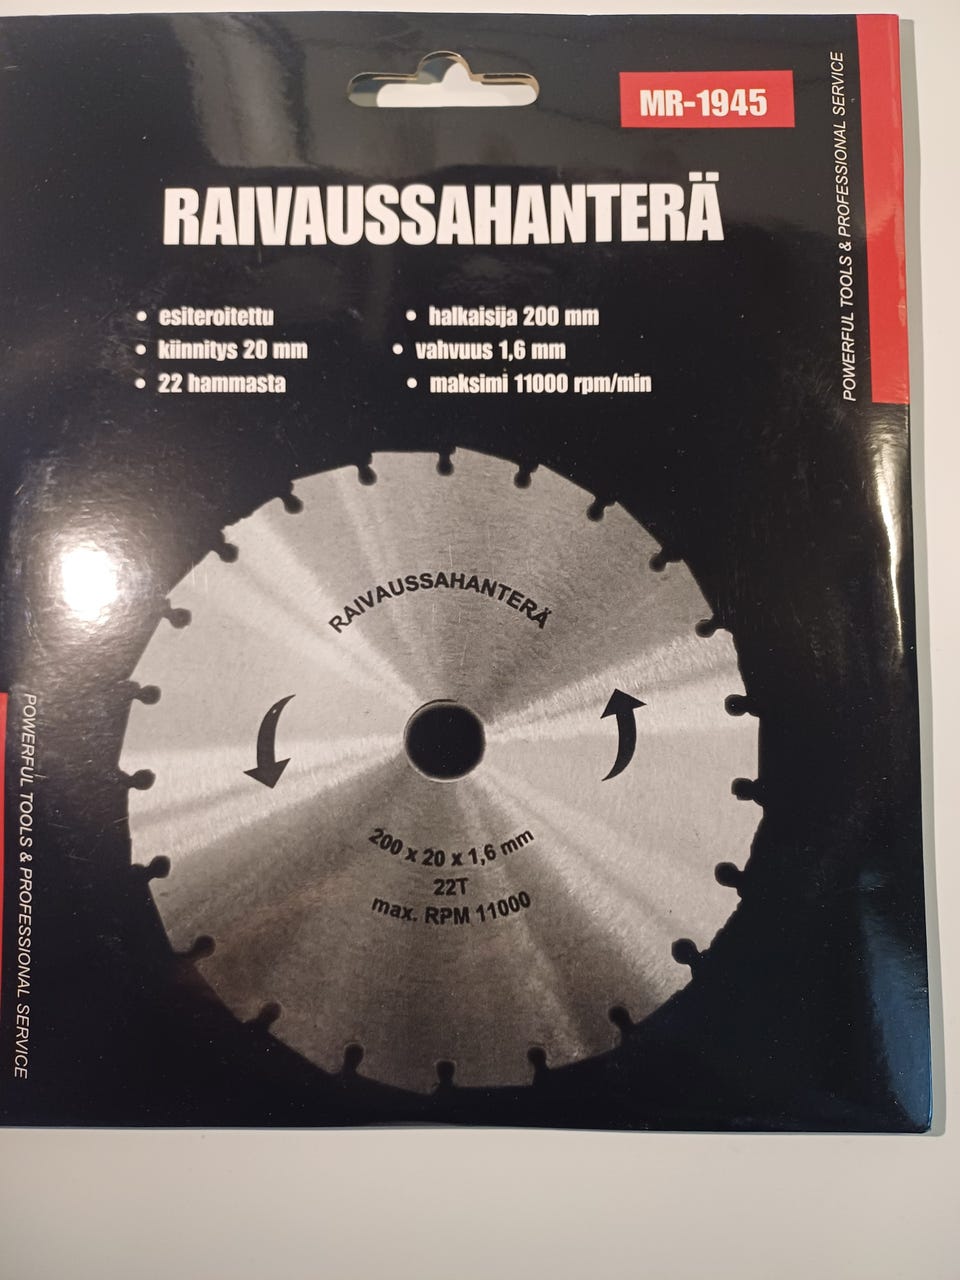 MR-1945
POWERFUL TOOLS & PROFESSIONAL SERVICE
RAIVAUSSAHANTERÄ
• esiteroitettu
• kiinnitys 20 mm
• 22 hammasta
• halkaisija 200 mm
• vahvuus 1,6 mm
• maksimi 11000 rpm/min
RAIVAUSSAHANTERÄ
200 x 20 x 1,6 mm
22T
max. RPM 11000
POWERFUL TOOLS & PROFESSIONAL SERVICE